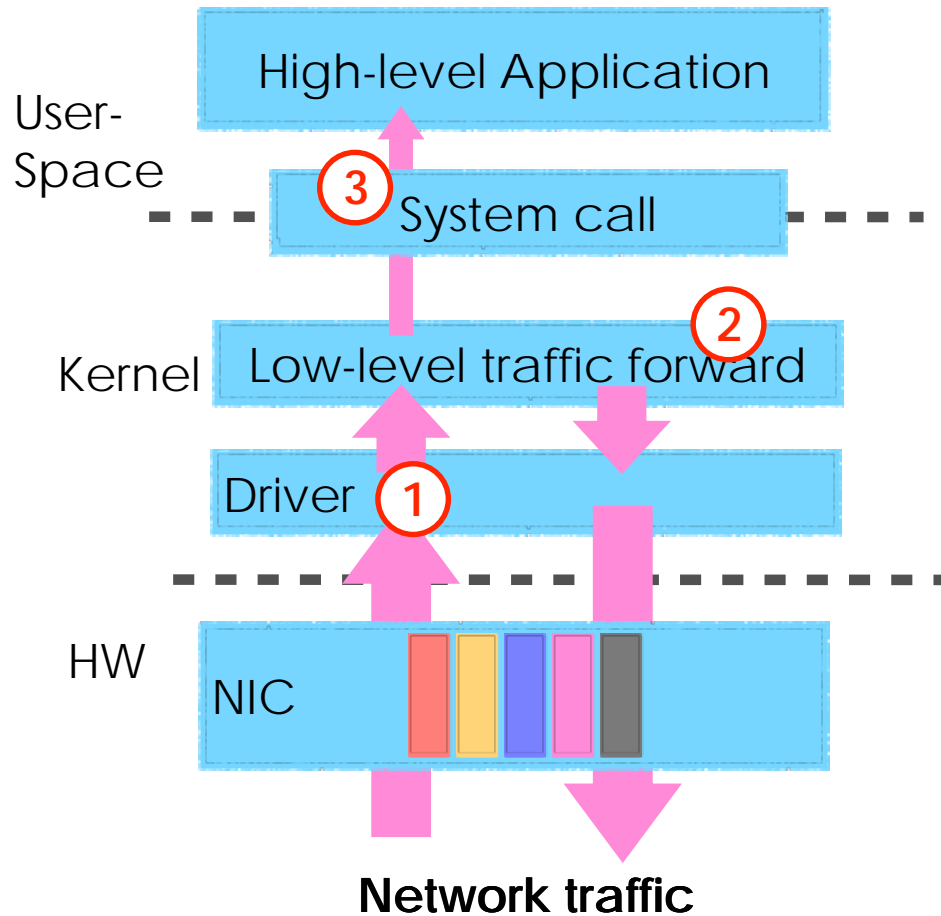 High-level Application
User-
Space
3
System call
2
Kernel
Low-level traffic forward
Driver
1
HW
NIC
Network traffic